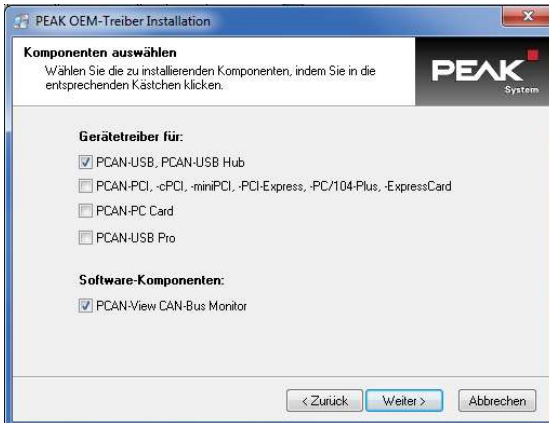 PEAK OEM-Treiber Installation
Komponenten auswählen
Wählen Sie die zu installierenden Komponenten, indem Sie in die
entsprechenden Kästchen klicken.
PEAK
System
Gerätetreiber für:
PCAN-USB, PCAN-USB Hub
PCAN-PCI, -cPCI, -miniPCI, -PCI-Express, -PC/104-Plus, -ExpressCard
PCAN-PC Card
PCAN-USB Pro
Software-Komponenten:
PCAN-View CAN-Bus Monitor
< Zurück Weiter > Abbrechen